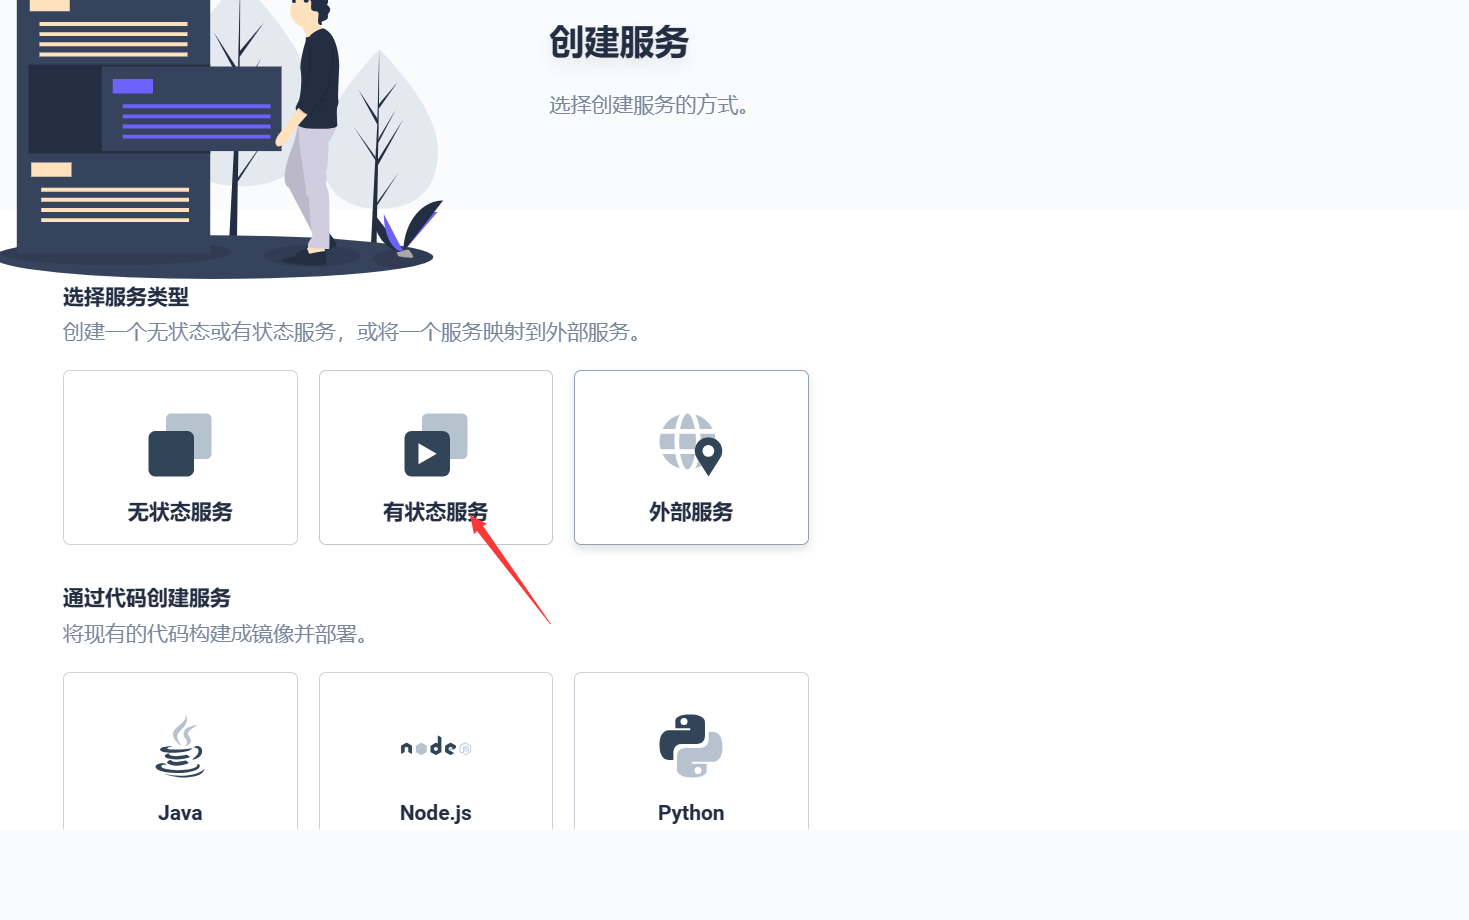 创建服务
选择创建服务的方式。
选择服务类型
创建一个无状态或有状态服务，或将一个服务映射到外部服务。
无状态服务
有状态服务
外部服务
通过代码创建服务
将现有的代码构建成镜像并部署。
node JS
Java
Node.js
Python